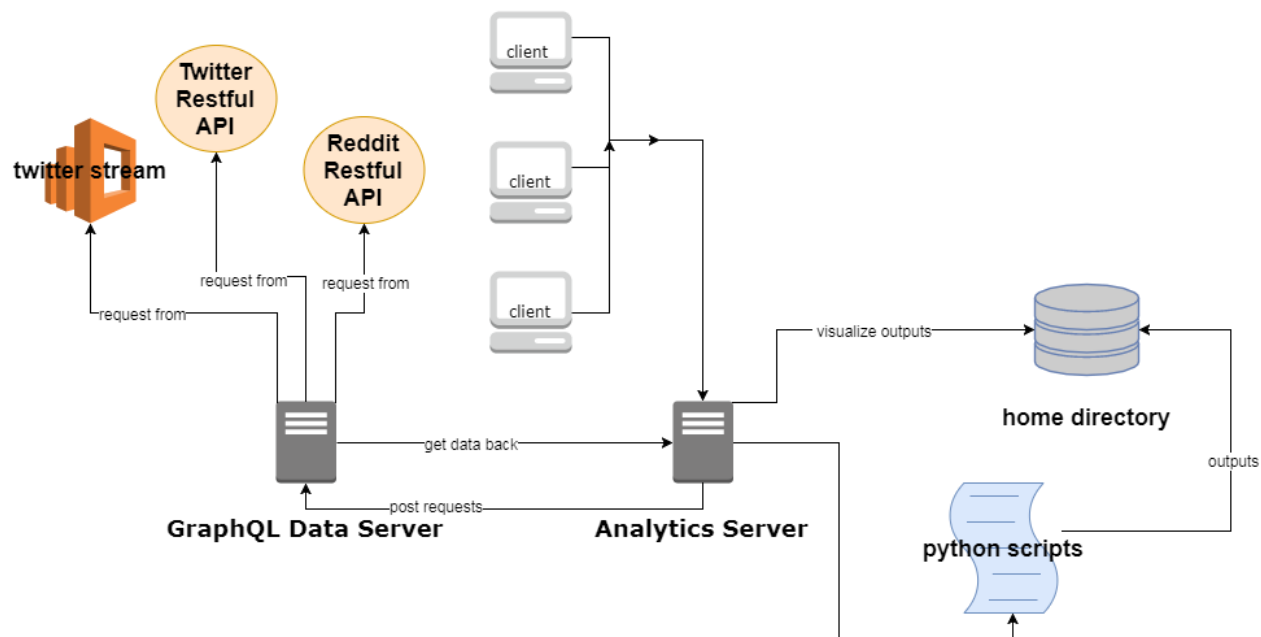 client
Twitter
Restful
API
Reddit
Restful
API
twitter stream
client
request from
request from
request from
client
visualize outputs
home directory
get data back
outputs
post requests
GraphQL Data Server
Analytics Server
python scripts